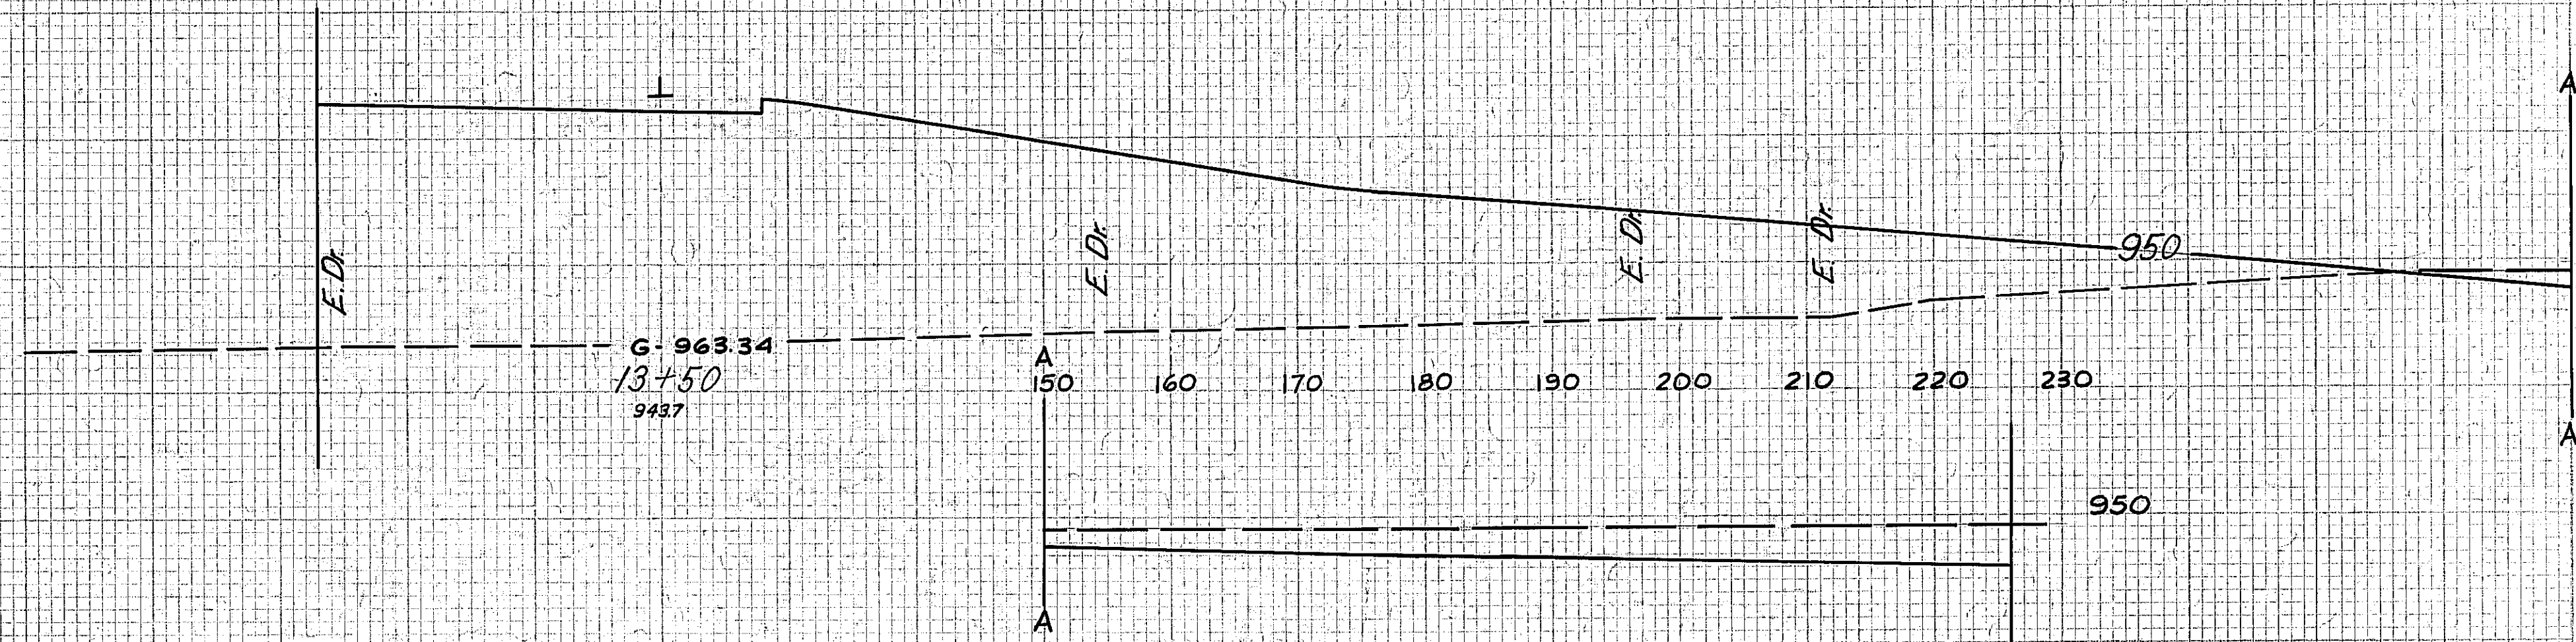 A
E. Dr.
E. Dr.
E. Dr.
E. Dr.
950
G - 963.34
13+50
943.7
A
150 160 170 180 190 200 210 220 230
A
950
A